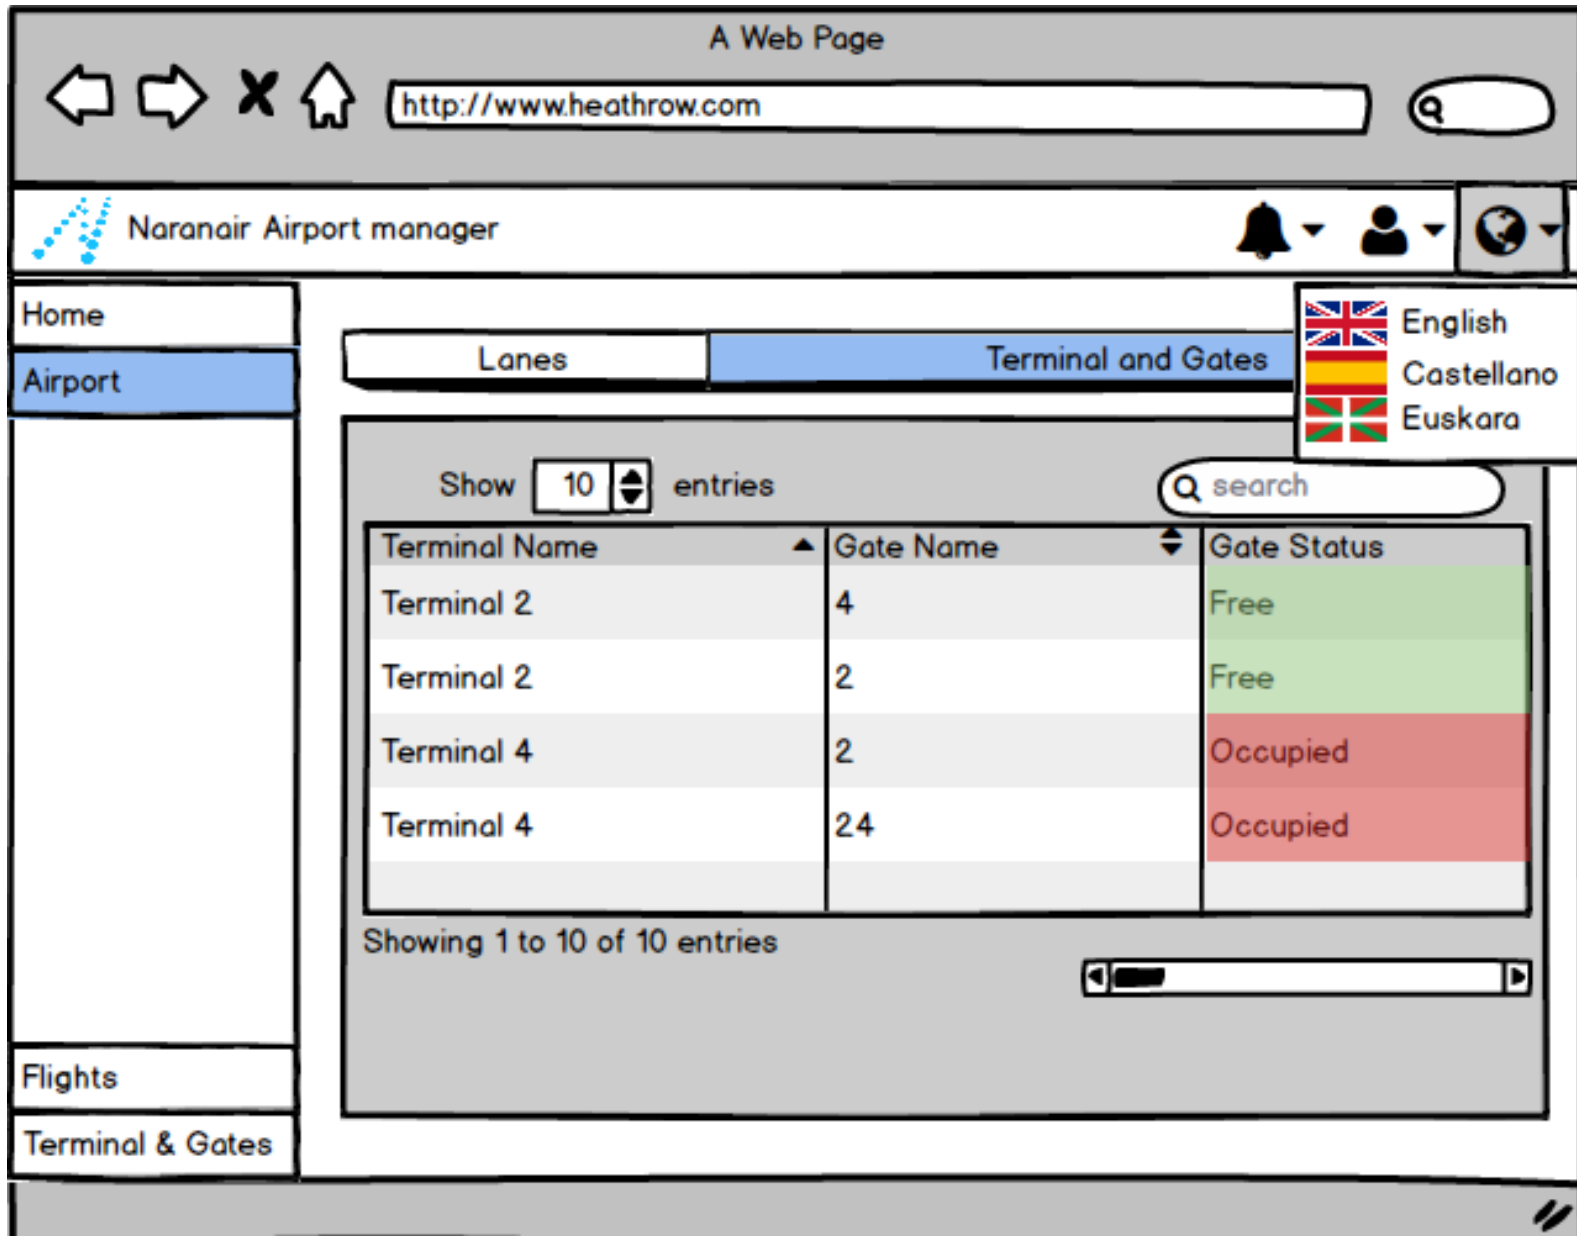 A Web Page
http://www.heathrow.com
Naranair Airport manager
Home
Airport
Lanes
Terminal and Gates
English
Castellano
Euskara
Show 10 entries
search
Terminal Name Gate Name Gate Status
Terminal 2 4 Free
Terminal 2 2 Free
Terminal 4 2 Occupied
Terminal 4 24 Occupied
Showing 1 to 10 of 10 entries
Flights
Terminal & Gates